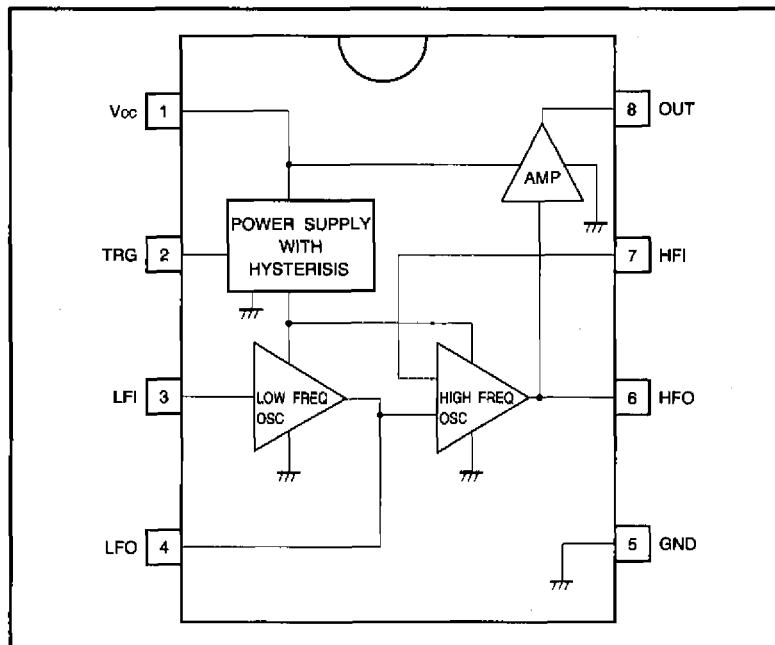 Vcc 1
8 OUT
AMP
POWER SUPPLY
WITH
HYSTERISIS
TRG 2
7 HFI
LFI 3
LOW FREQ
OSC
HIGH FREQ
OSC
6 HFO
LFO 4
5 GND